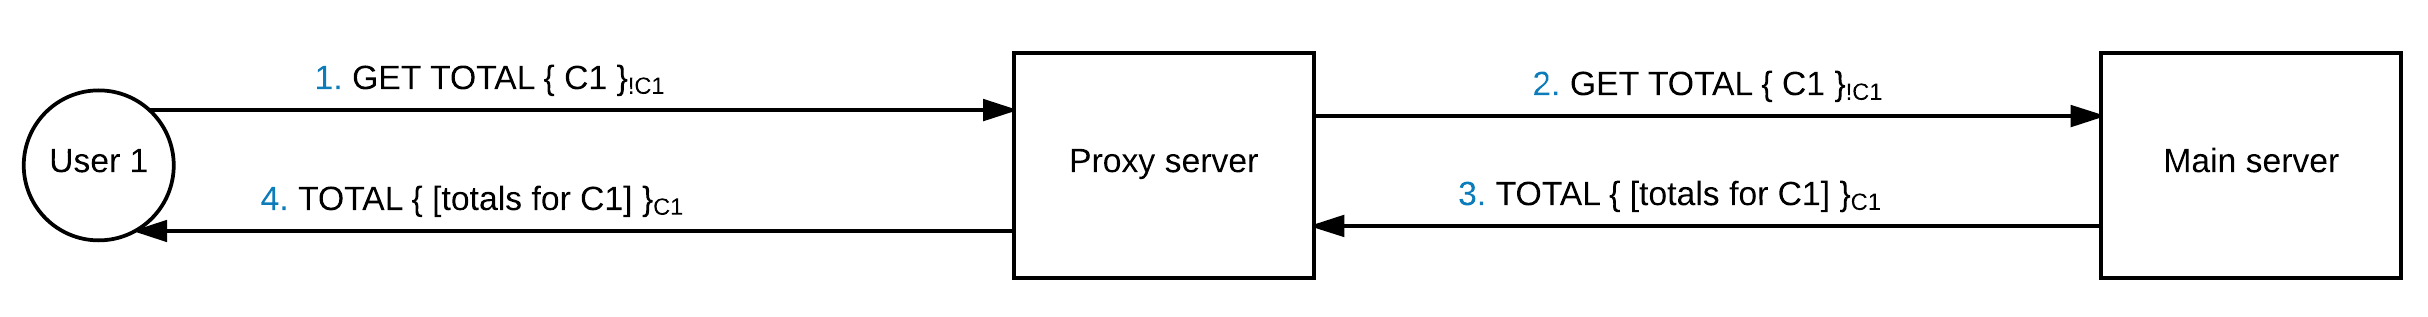 1. GET TOTAL { C1 }!C1
2. GET TOTAL { C1 }!C1
User 1
Proxy server
Main server
4. TOTAL { [totals for C1] }C1
3. TOTAL { [totals for C1] }C1